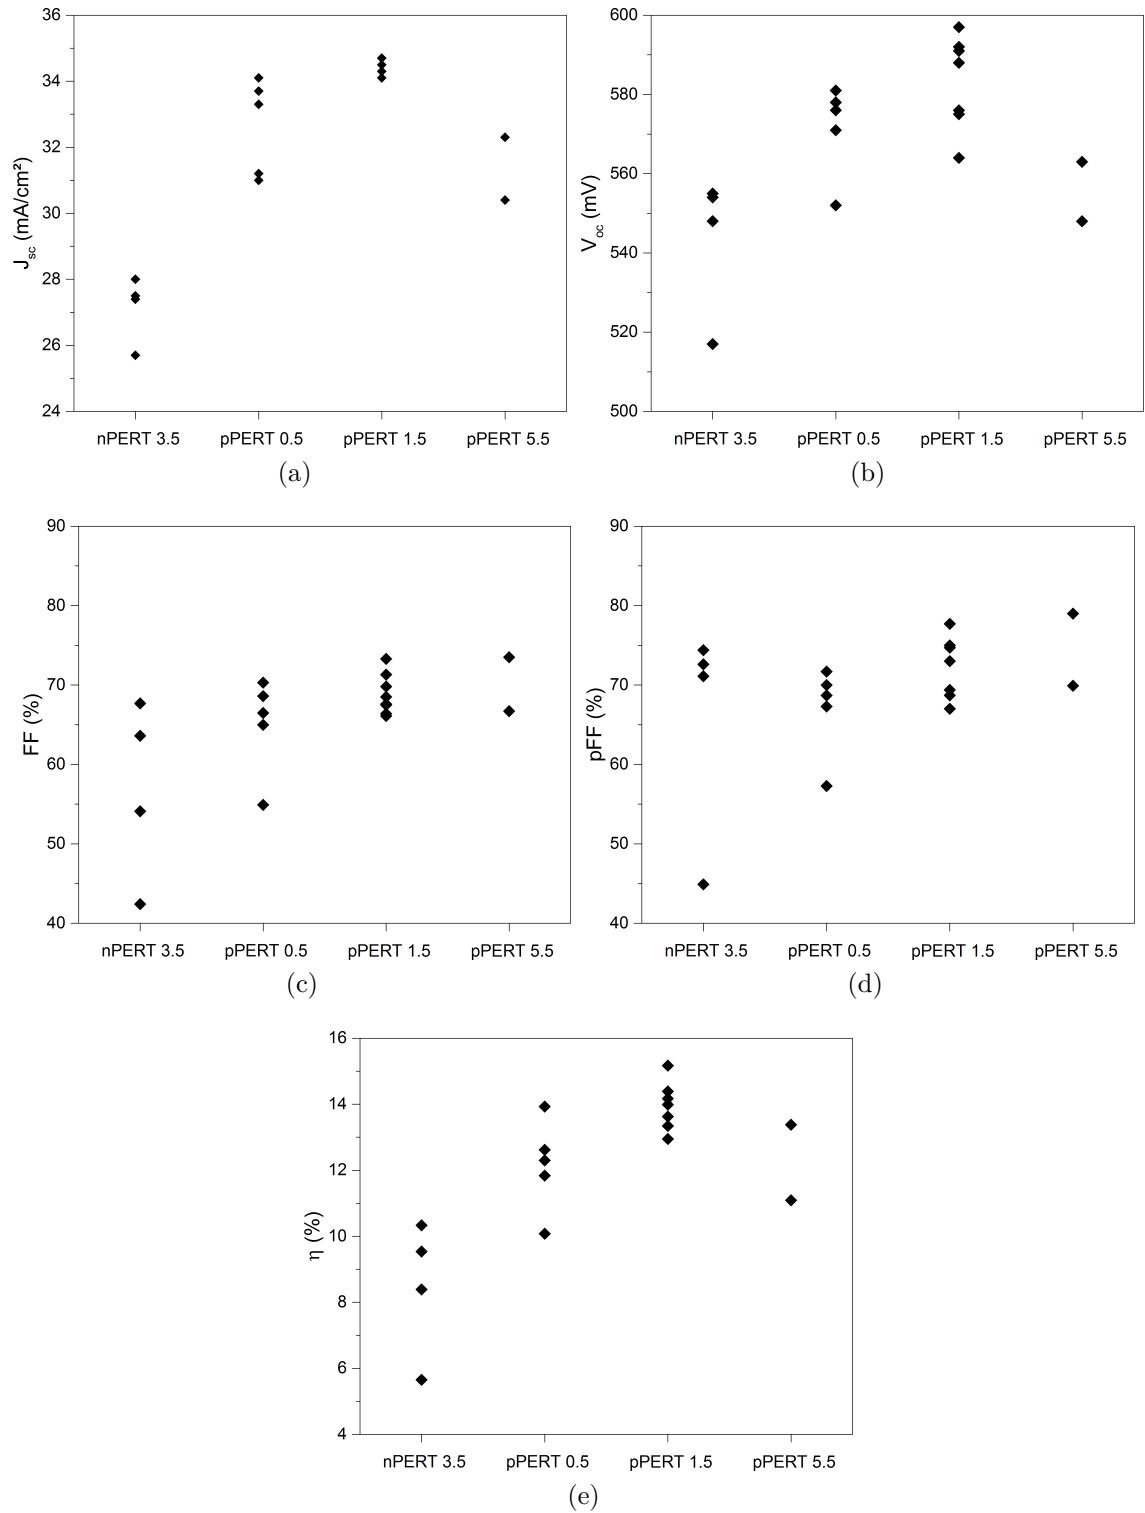 36
34
32
30
28
26
24
J_sc (mA/cm²)
nPERT 3.5 pPERT 0.5 pPERT 1.5 pPERT 5.5
(a)
600
580
560
540
520
500
V_oc (mV)
nPERT 3.5 pPERT 0.5 pPERT 1.5 pPERT 5.5
(b)
90
80
70
60
50
40
FF (%)
nPERT 3.5 pPERT 0.5 pPERT 1.5 pPERT 5.5
(c)
90
80
70
60
50
40
pFF (%)
nPERT 3.5 pPERT 0.5 pPERT 1.5 pPERT 5.5
(d)
16
14
12
10
8
6
4
η (%)
nPERT 3.5 pPERT 0.5 pPERT 1.5 pPERT 5.5
(e)